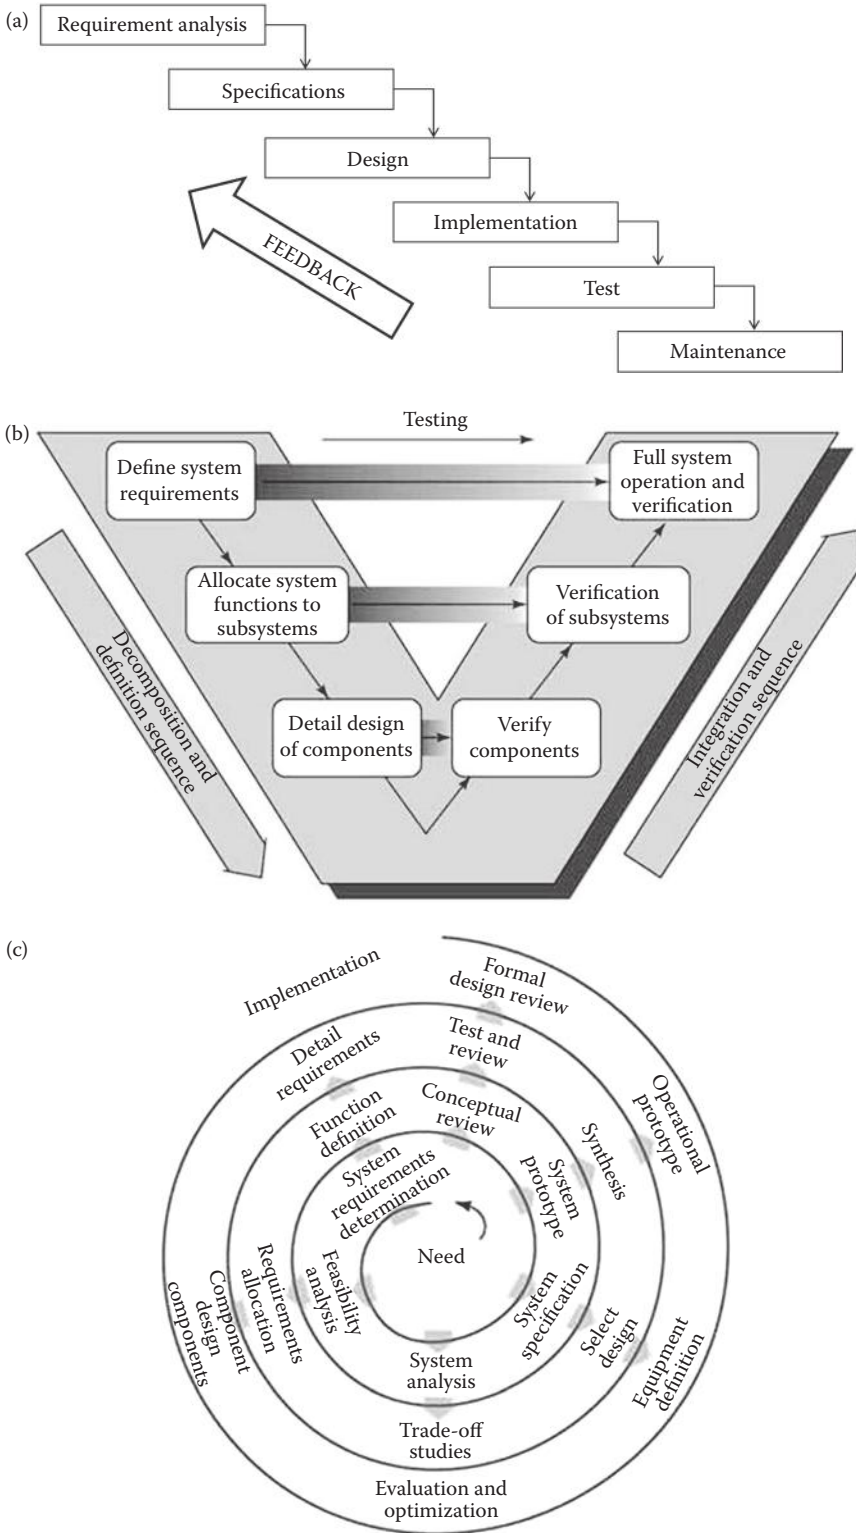 (a)
Requirement analysis
Specifications
Design
Implementation
Test
Maintenance
FEEDBACK
(b)
Testing
Define system
requirements
Full system
operation and
verification
Allocate system
functions to
subsystems
Verification
of subsystems
Detail design
of components
Verify
components
Decomposition and
definition sequence
Integration and
verification sequence
(c)
Implementation
Formal
design review
Detail
requirements
Test and
review
Function
definition
Conceptual
review
System
requirements
determination
System
prototype
Synthesis
Operational
prototype
Need
Feasibility
analysis
Requirements
allocation
Component
design
components
System
specification
Select
design
Equipment
definition
System
analysis
Trade-off
studies
Evaluation and
optimization